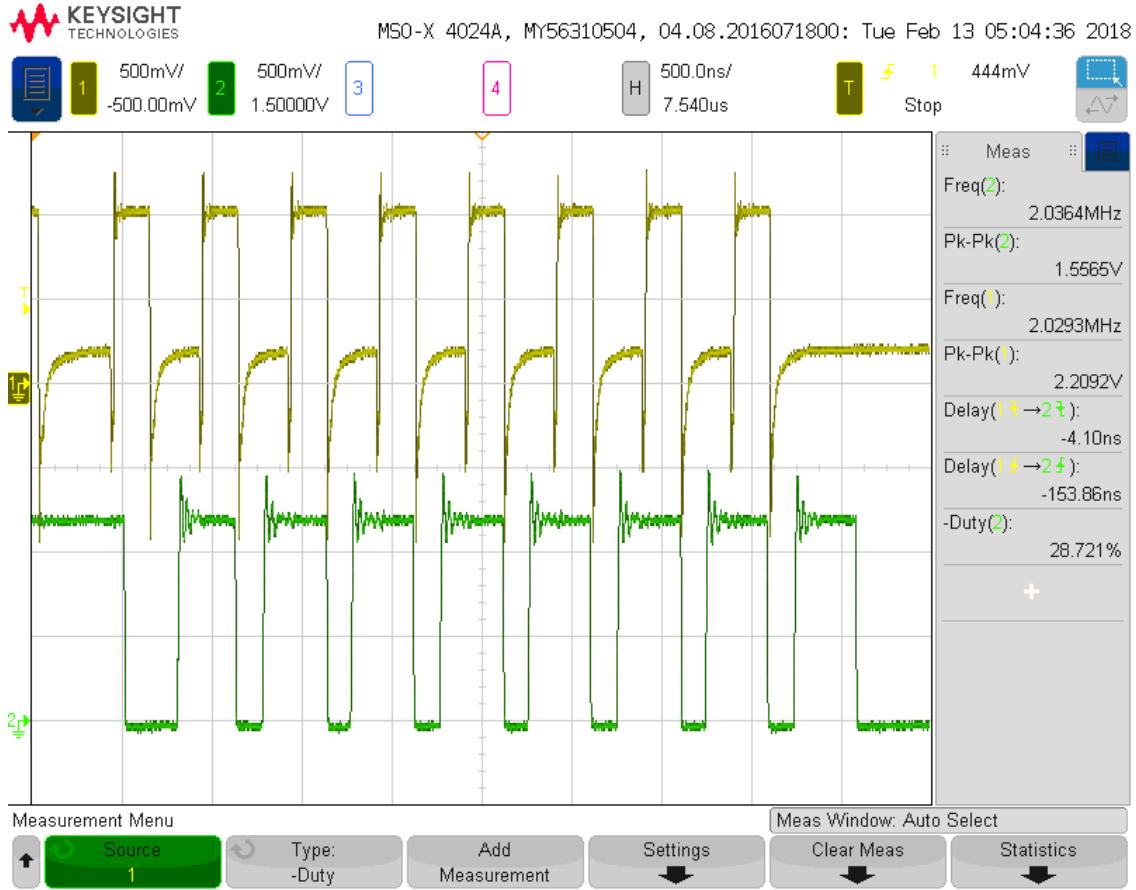 KEYSIGHT
TECHNOLOGIES
MSO-X 4024A, MY56310504, 04.08.2016071800: Tue Feb 13 05:04:36 2018
1 500mV/ 2 500mV/ 3 4 H 500.0ns/ T 1 444mV
-500.00mV 1.50000V 7.540us Stop
Meas
Freq(2):
2.0364MHz
Pk-Pk(2):
1.5565V
Freq(1):
2.0293MHz
Pk-Pk(1):
2.2092V
Delay(1→2):
-4.10ns
Delay(1→2):
-153.86ns
-Duty(2):
28.721%
T
1
2
Measurement Menu
Meas Window: Auto Select
Source Type: Add Settings Clear Meas Statistics
1 -Duty Measurement